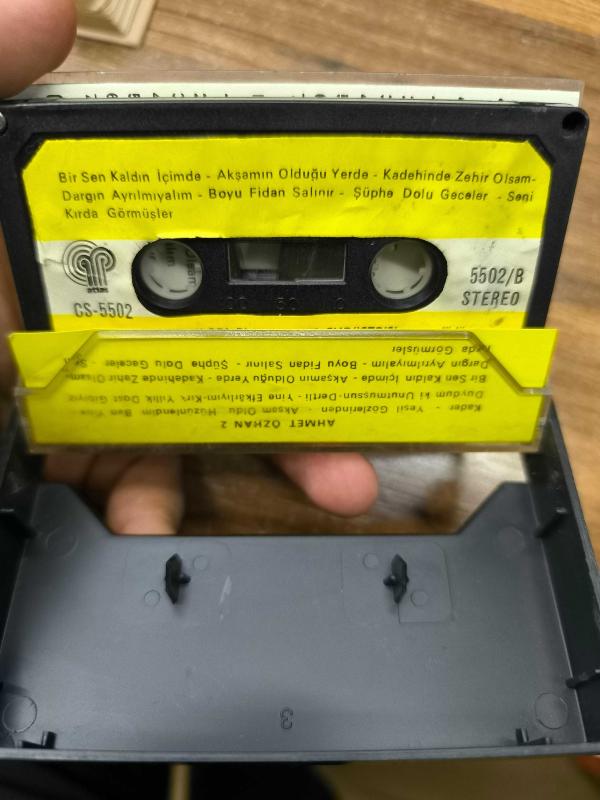 Bir Sen Kaldın İçimde - Akşamın Olduğu Yerde - Kadehinde Zehir Olsam-
Dargın Ayrılmıyalım - Boyu Fidan Salınır - Şüphe Dolu Geceler - Seni
Kırda Görmüşler
atlas
CS-5502
5502/B
STEREO
AHMET ÖZHAN 2
Kader - Yeşil Gözlerinden - Akşam Oldu Hüzünlendim Ben Yine
Duydum ki Unutmuşsun - Dertli - Yine Efkârlıyım - Kırk Yıllık Dost Gibiyiz
Bir Sen Kaldın İçimde - Akşamın Olduğu Yerde - Kadehinde Zehir Olsam-
Dargın Ayrılmıyalım - Boyu Fidan Salınır - Şüphe Dolu Geceler -
Kırda Görmüşler
3